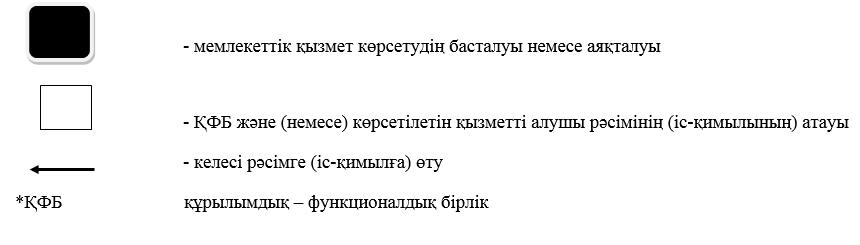 - мемлекеттік қызмет көрсетудің басталуы немесе аяқталуы
- ҚФБ және (немесе) көрсетілетін қызметті алушы рәсімінің (іс-қимылының) атауы
- келесі рәсімге (іс-қимылға) өту
*ҚФБ құрылымдық – функционалдық бірлік